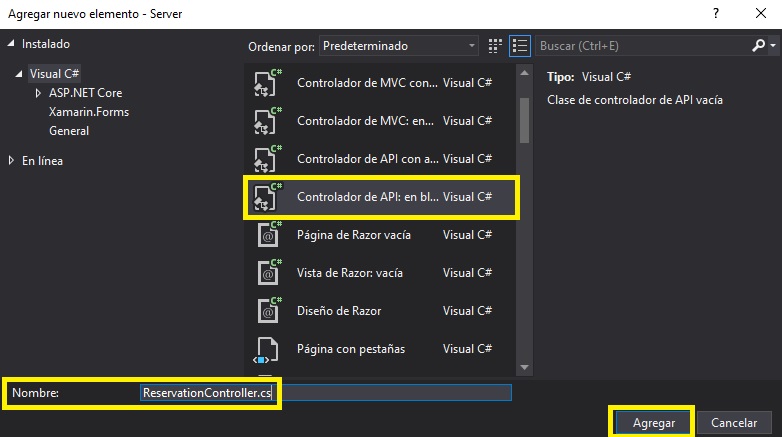 Agregar nuevo elemento - Server
? ×
Instalado
Visual C#
ASP.NET Core
Xamarin.Forms
General
En línea
Ordenar por: Predeterminado
Buscar (Ctrl+E)
C# Controlador de MVC con... Visual C#
C# Controlador de MVC: en... Visual C#
C# Controlador de API con a... Visual C#
C# Controlador de API: en bl... Visual C#
C# @ Página de Razor vacía Visual C#
C# @ Vista de Razor: vacía Visual C#
C# @ Diseño de Razor Visual C#
Página con pestañas Visual C#
Tipo: Visual C#
Clase de controlador de API vacía
Nombre: ReservationController.cs
Agregar Cancelar